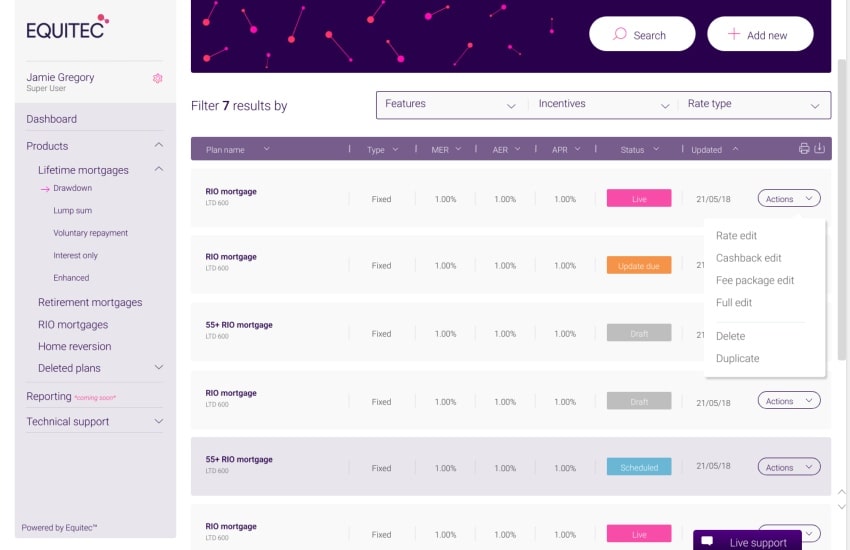 EQUITEC
Jamie Gregory
Super User
Dashboard
Products
Lifetime mortgages
Drawdown
Lump sum
Voluntary repayment
Interest only
Enhanced
Retirement mortgages
RIO mortgages
Home reversion
Deleted plans
Reporting *coming soon*
Technical support
Powered by Equitec™
Search
Add new
Filter 7 results by
Features
Incentives
Rate type
Plan name Type MER AER APR Status Updated
RIO mortgage
LTD 600
Fixed 1.00% 1.00% 1.00% Live 21/05/18 Actions
Rate edit
Cashback edit
Fee package edit
Full edit
Delete
Duplicate
RIO mortgage
LTD 600
Fixed 1.00% 1.00% 1.00% Update due 21
55+ RIO mortgage
LTD 600
Fixed 1.00% 1.00% 1.00% Draft 21
RIO mortgage
LTD 600
Fixed 1.00% 1.00% 1.00% Draft 21/05/18 Actions
55+ RIO mortgage
LTD 600
Fixed 1.00% 1.00% 1.00% Scheduled 21/05/18 Actions
RIO mortgage
LTD 600
Fixed 1.00% 1.00% 1.00% Live
Live support